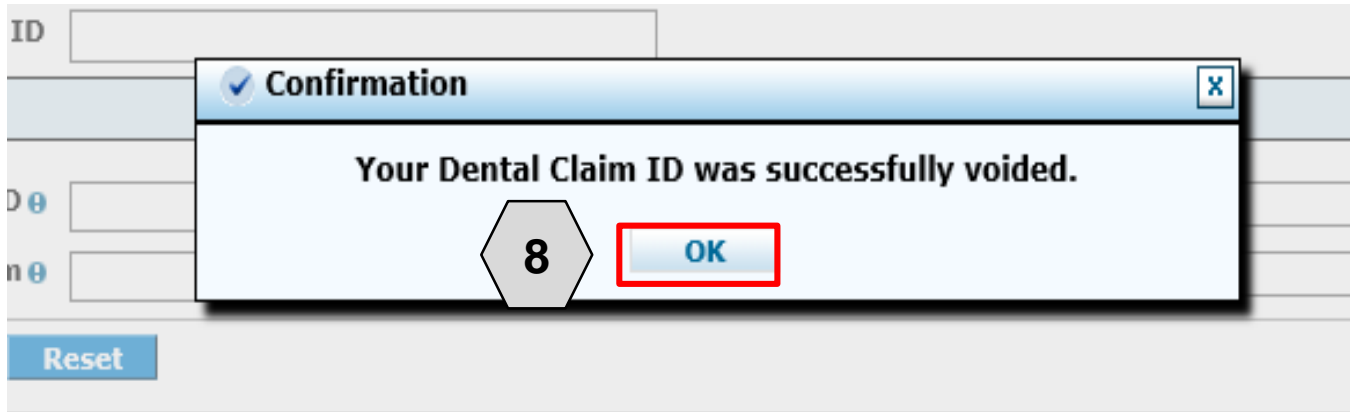 ID
Confirmation
X
Your Dental Claim ID was successfully voided.
D
8
OK
m
Reset